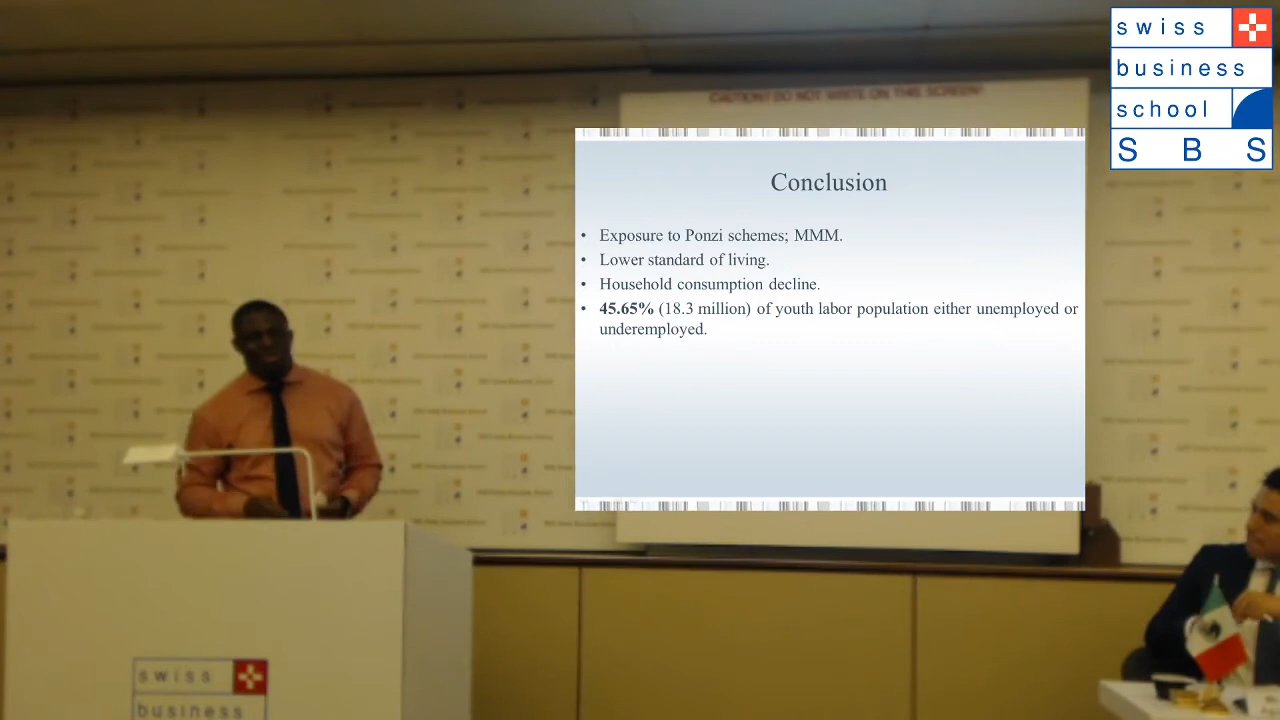 swiss
business
school
S B S
CAUTION! DO NOT WRITE ON THIS SCREEN!
Conclusion
• Exposure to Ponzi schemes; MMM.
• Lower standard of living.
• Household consumption decline.
• 45.65% (18.3 million) of youth labor population either unemployed or
underemployed.
swiss
business